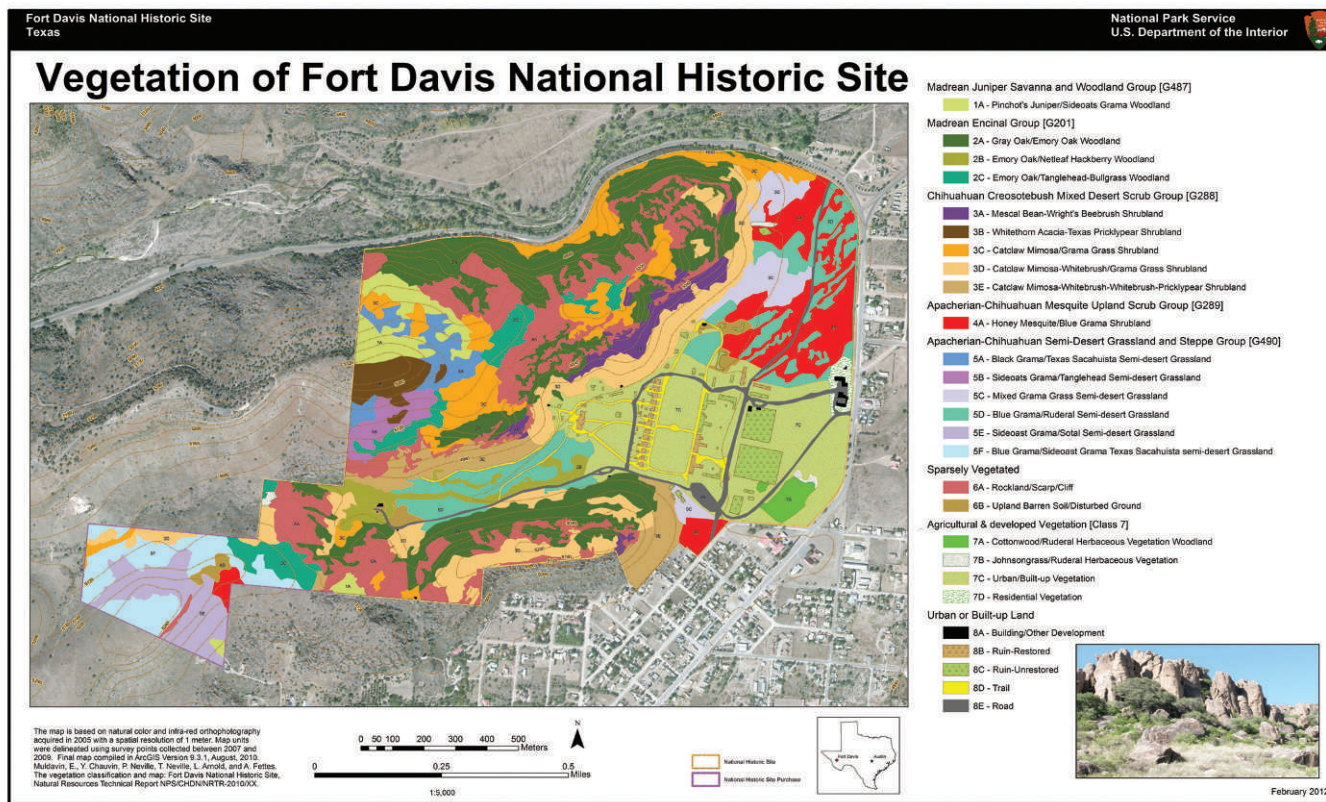 Fort Davis National Historic Site
Texas
National Park Service
U.S. Department of the Interior
Vegetation of Fort Davis National Historic Site
Madrean Juniper Savanna and Woodland Group [G487]
1A - Pinchot's Juniper/Sideoats Grama Woodland
Madrean Encinal Group [G201]
2A - Gray Oak/Emory Oak Woodland
2B - Emory Oak/Netleaf Hackberry Woodland
2C - Emory Oak/Tanglehead-Bullgrass Woodland
Chihuahuan Creosotebush Mixed Desert Scrub Group [G288]
3A - Mescal Bean-Wright's Beebrush Shrubland
3B - Whitethorn Acacia-Texas Pricklypear Shrubland
3C - Catclaw Mimosa/Grama Grass Shrubland
3D - Catclaw Mimosa-Whitebrush/Grama Grass Shrubland
3E - Catclaw Mimosa-Whitebrush-Whitebrush-Pricklypear Shrubland
Apacherian-Chihuahuan Mesquite Upland Scrub Group [G289]
4A - Honey Mesquite/Blue Grama Shrubland
Apacherian-Chihuahuan Semi-Desert Grassland and Steppe Group [G490]
5A - Black Grama/Texas Sacahuista Semi-desert Grassland
5B - Sideoats Grama/Tanglehead Semi-desert Grassland
5C - Mixed Grama Grass Semi-desert Grassland
5D - Blue Grama/Ruderal Semi-desert Grassland
5E - Sideoast Grama/Sotal Semi-desert Grassland
5F - Blue Grama/Sideoast Grama Texas Sacahuista semi-desert Grassland
Sparsely Vegetated
6A - Rockland/Scarp/Cliff
6B - Upland Barren Soil/Disturbed Ground
Agricultural & developed Vegetation [Class 7]
7A - Cottonwood/Ruderal Herbaceous Vegetation Woodland
7B - Johnsongrass/Ruderal Herbaceous Vegetation
7C - Urban/Built-up Vegetation
7D - Residential Vegetation
Urban or Built-up Land
8A - Building/Other Development
8B - Ruin-Restored
8C - Ruin-Unrestored
8D - Trail
8E - Road
The map is based on natural color and infra-red orthophotography
acquired in 2005 with a spatial resolution of 1 meter. Map units
were delineated using survey points collected between 2007 and
2009. Final map compiled in ArcGIS Version 9.3.1, August, 2010.
Muldavin, E., Y. Chauvin, P. Neville, T. Neville, L. Arnold, and A. Fettes.
The vegetation classification and map: Fort Davis National Historic Site,
Natural Resources Technical Report NPS/CHDN/NRTR-2010/XX.
0 50 100 200 300 400 500
Meters
N
0 0.25 0.5
Miles
1:5,000
National Historic Site
National Historic Site Purchase
Fort Davis
Austin
February 2012